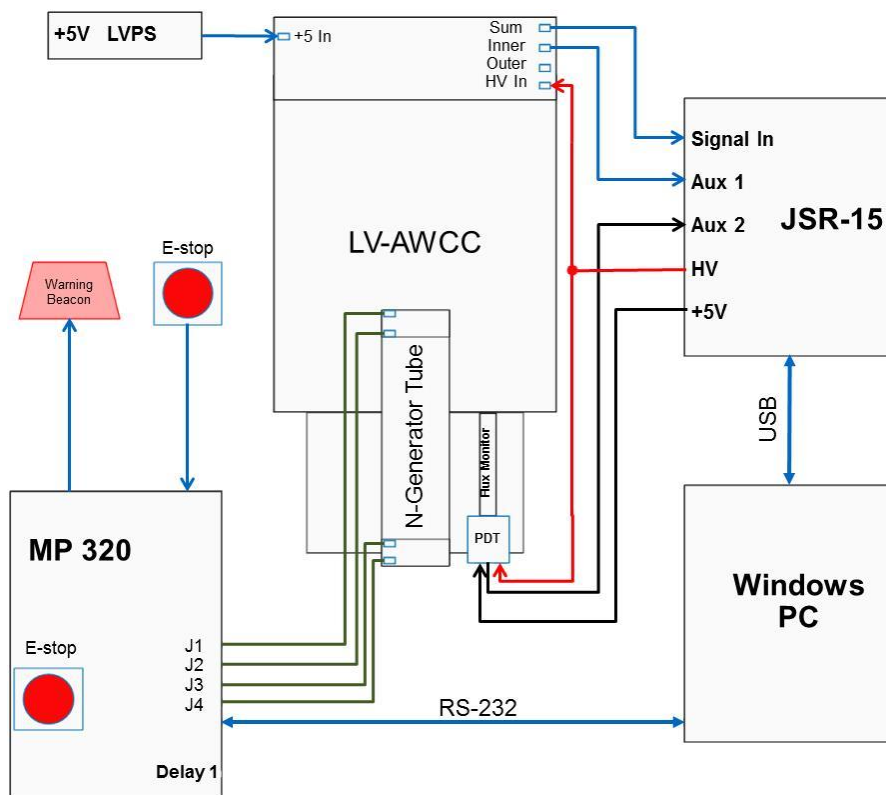 +5V LVPS
+5 In
Sum
Inner
Outer
HV In
Signal In
Aux 1
JSR-15
Aux 2
HV
+5V
LV-AWCC
E-stop
Warning
Beacon
N-Generator Tube
Flux Monitor
PDT
USB
MP 320
Windows
PC
E-stop
J1
J2
J3
J4
RS-232
Delay 1